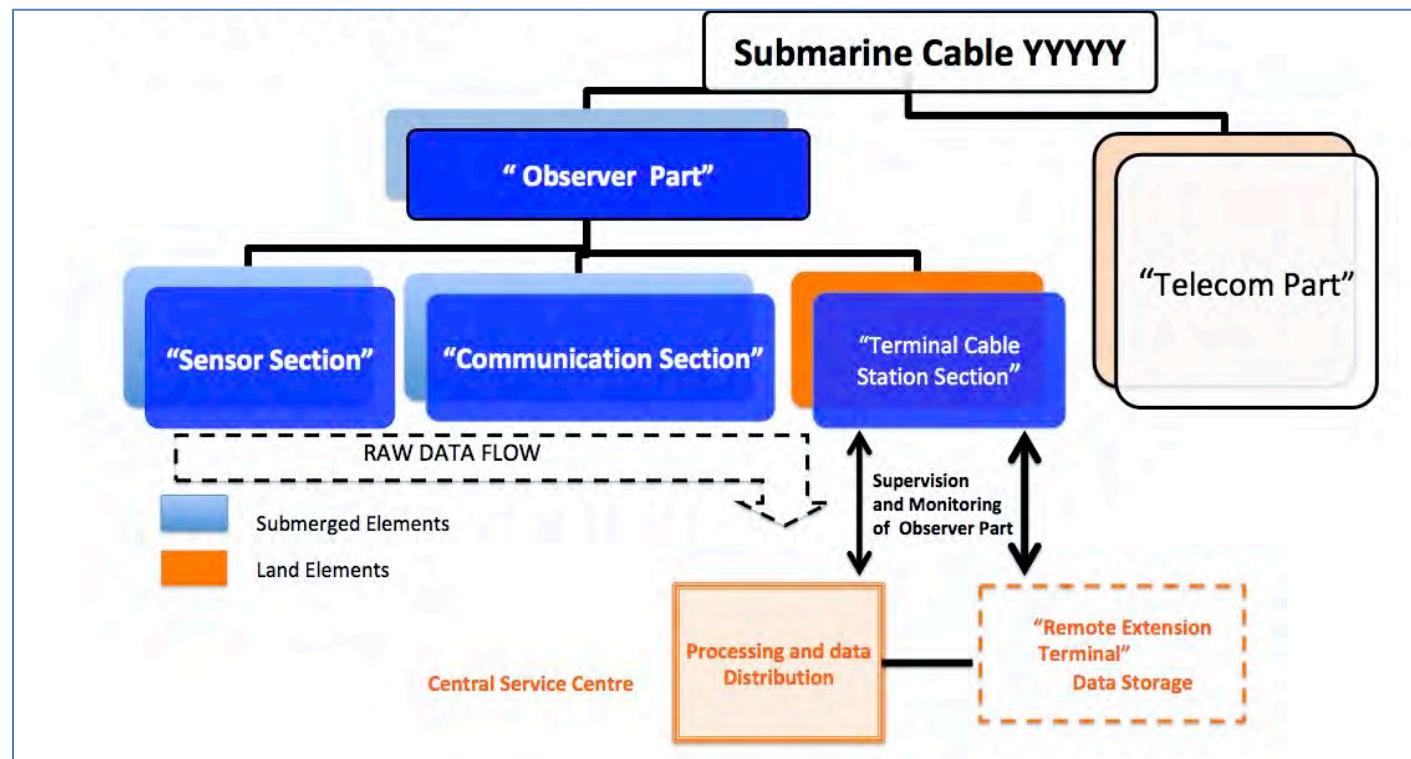 Submarine Cable YYYYY
“ Observer Part”
“Telecom Part”
“Sensor Section”
“Communication Section”
“Terminal Cable
Station Section”
RAW DATA FLOW
Supervision
and Monitoring
of Observer Part
Submerged Elements
Land Elements
Processing and data
Distribution
“Remote Extension
Terminal”
Data Storage
Central Service Centre